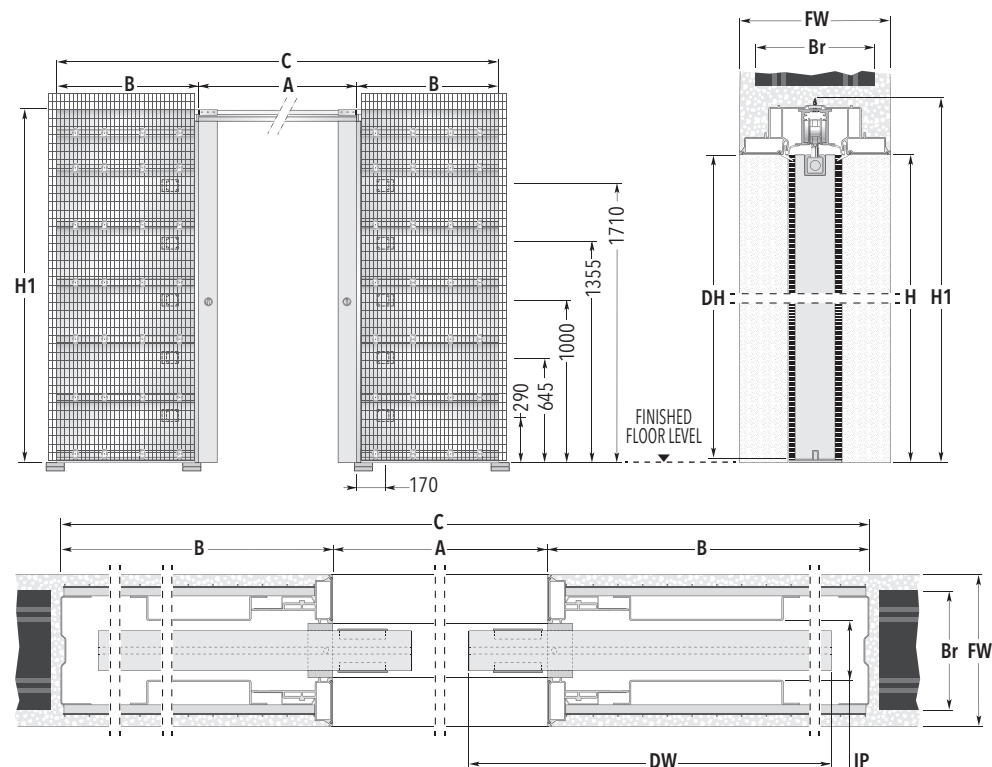 C
B
A
B
H1
1710
1355
1000
645
290
170
FINISHED
FLOOR LEVEL
FW
Br
DH
H
H1
C
B
A
B
Br
FW
DW
IP